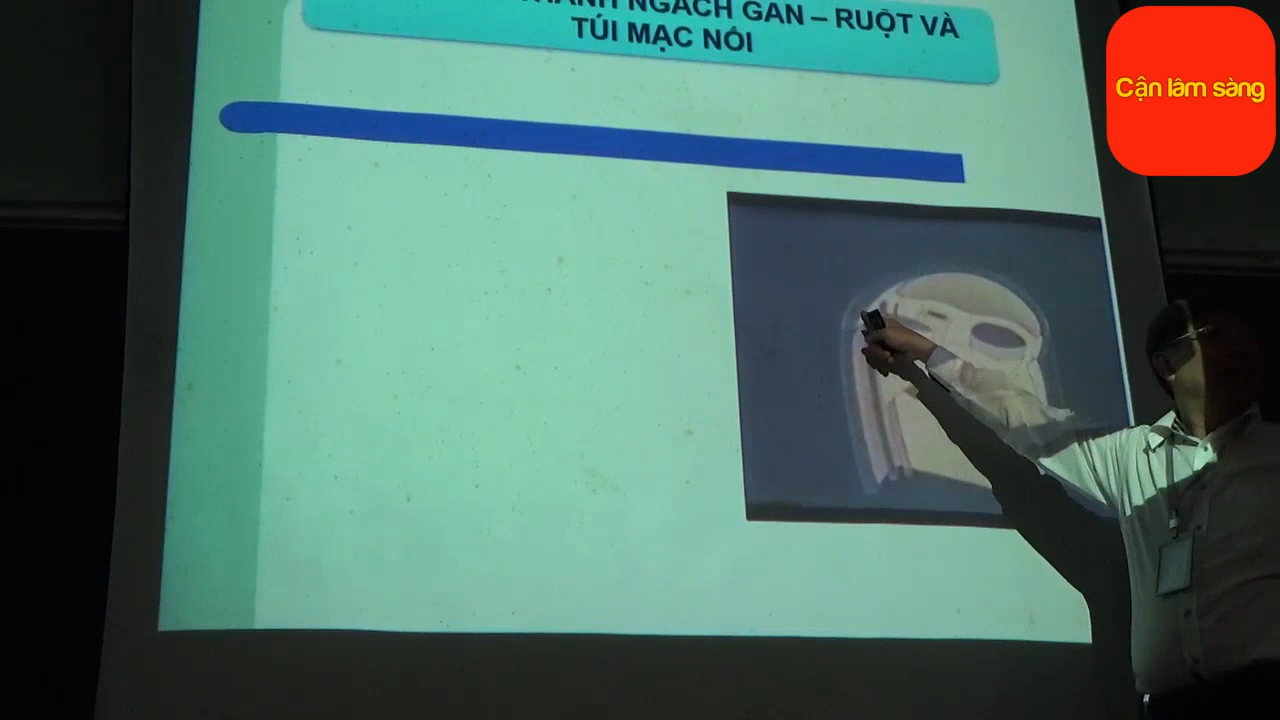 NGÁCH GAN – RUỘT VÀ
TÚI MẠC NỐI
Cận lâm sàng